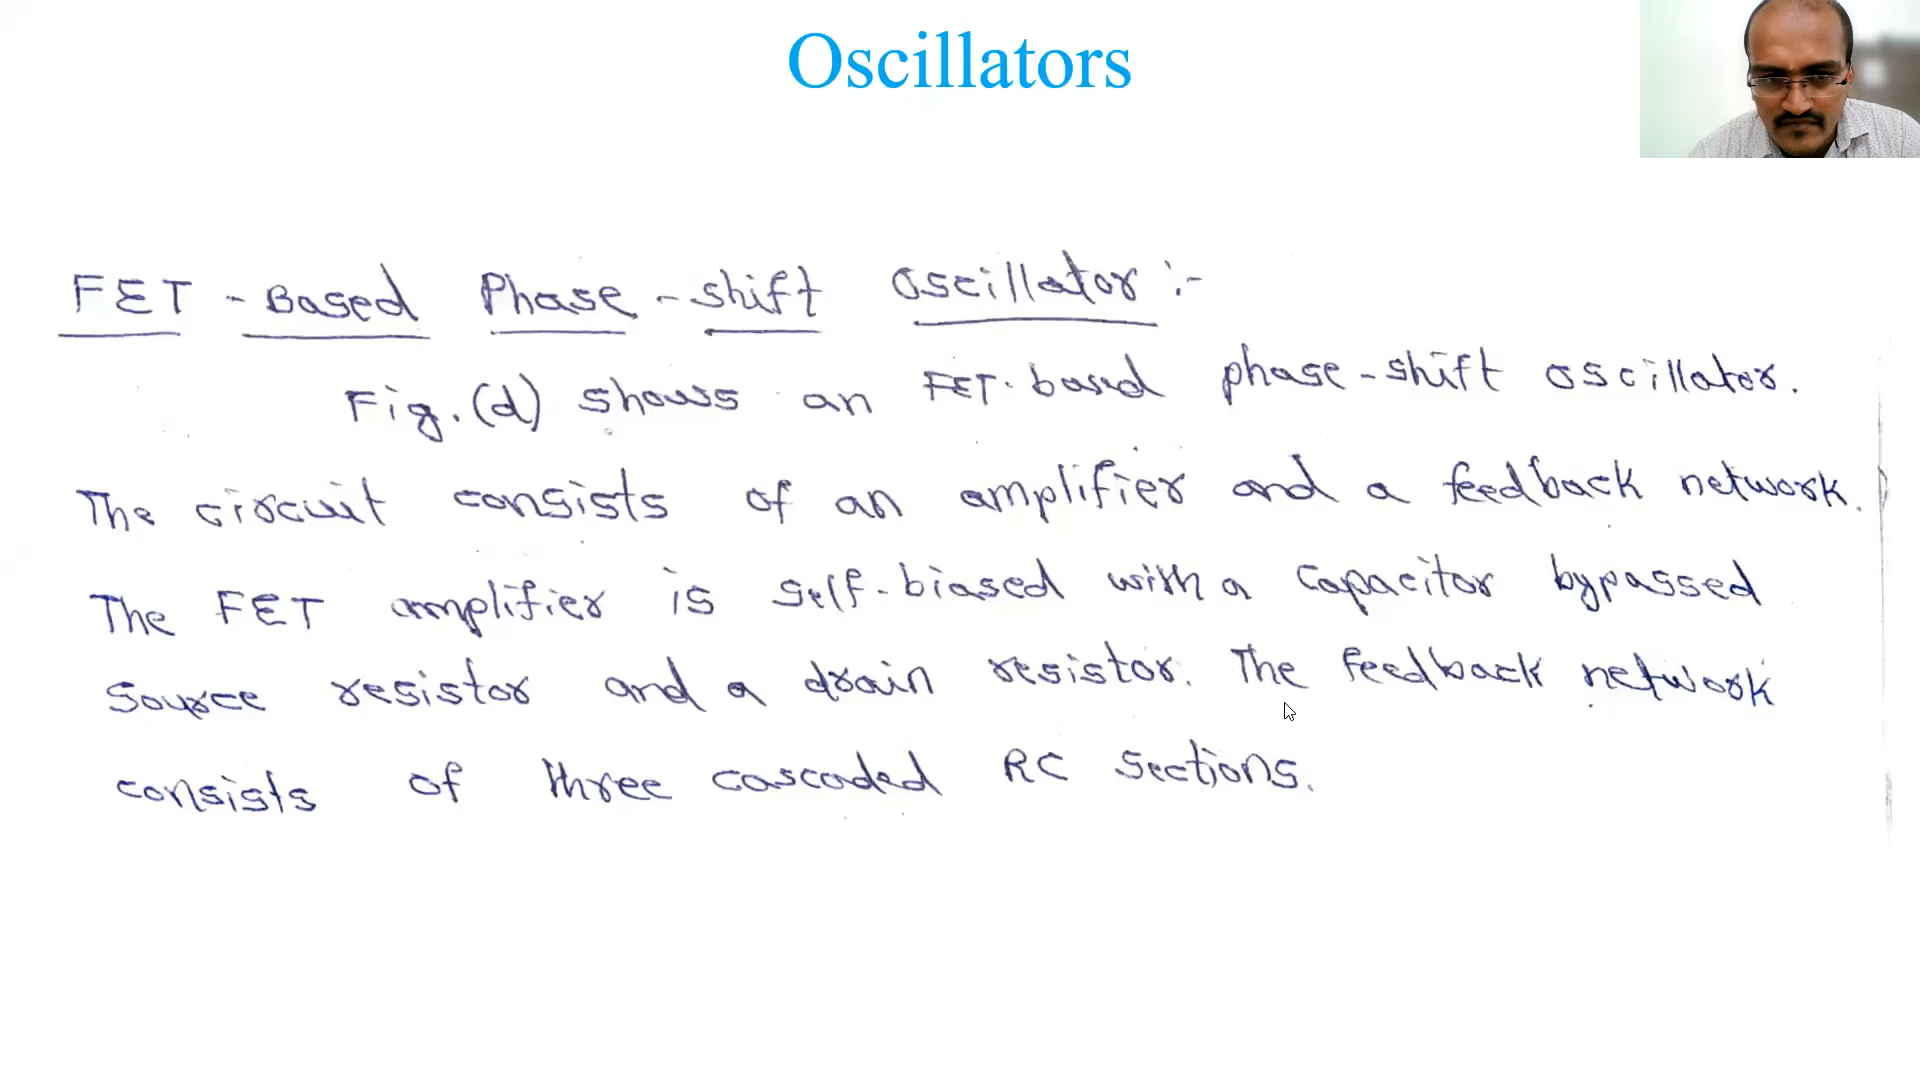 Oscillators
FET-Based Phase-shift Oscillator :-
Fig.(d) shows an FET-based phase-shift oscillator.
The circuit consists of an amplifier and a feedback network.
The FET amplifier is self-biased with a capacitor bypassed
source resistor and a drain resistor. The feedback network
consists of three cascaded RC sections.